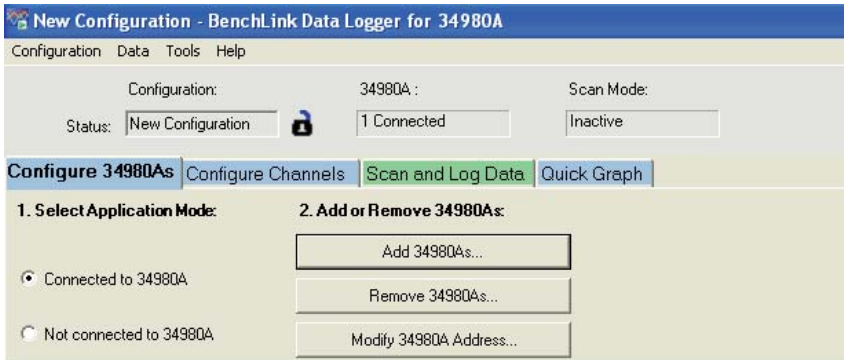 New Configuration - BenchLink Data Logger for 34980A
Configuration Data Tools Help
Configuration: 34980A : Scan Mode:
Status: New Configuration 1 Connected Inactive
Configure 34980As Configure Channels Scan and Log Data Quick Graph
1. Select Application Mode: 2. Add or Remove 34980As:
Add 34980As...
Connected to 34980A
Remove 34980As...
Not connected to 34980A
Modify 34980A Address...